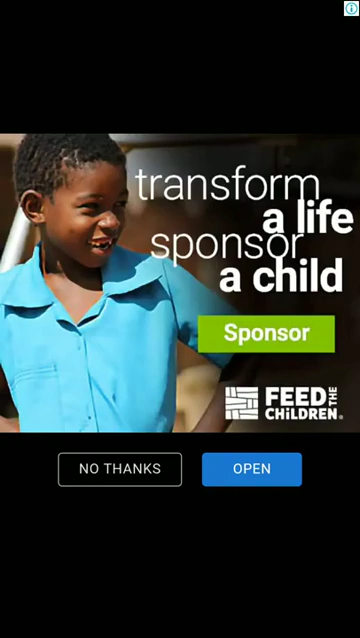 transform
a life
sponsor
a child
Sponsor
FEED THE
CHiLDREN®
NO THANKS
OPEN